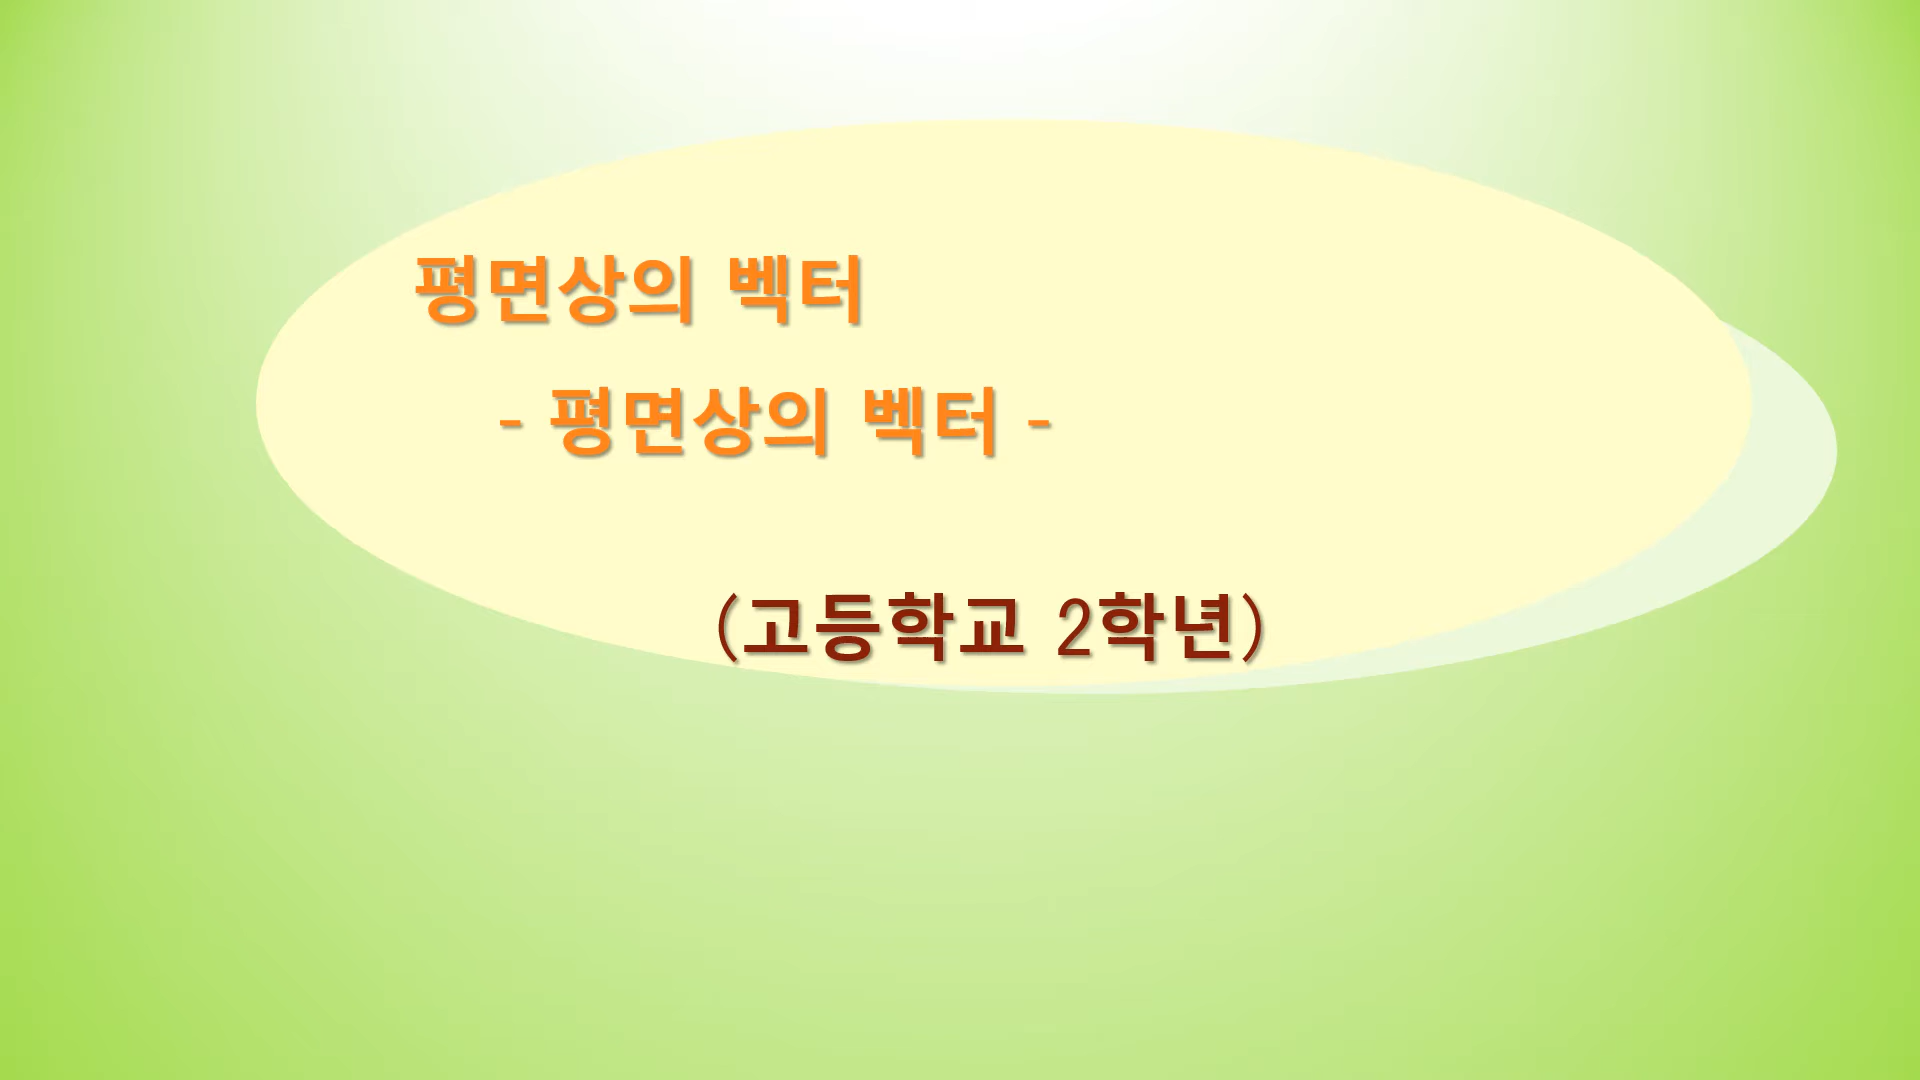 평면상의 벡터
- 평면상의 벡터 -
(고등학교 2학년)